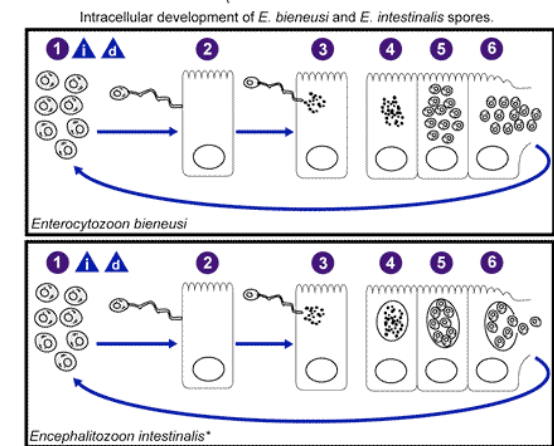 Intracellular development of E. bieneusi and E. intestinalis spores.
1 i d 2 3 4 5 6
Enterocytozoon bieneusi
1 i d 2 3 4 5 6
Encephalitozoon intestinalis*